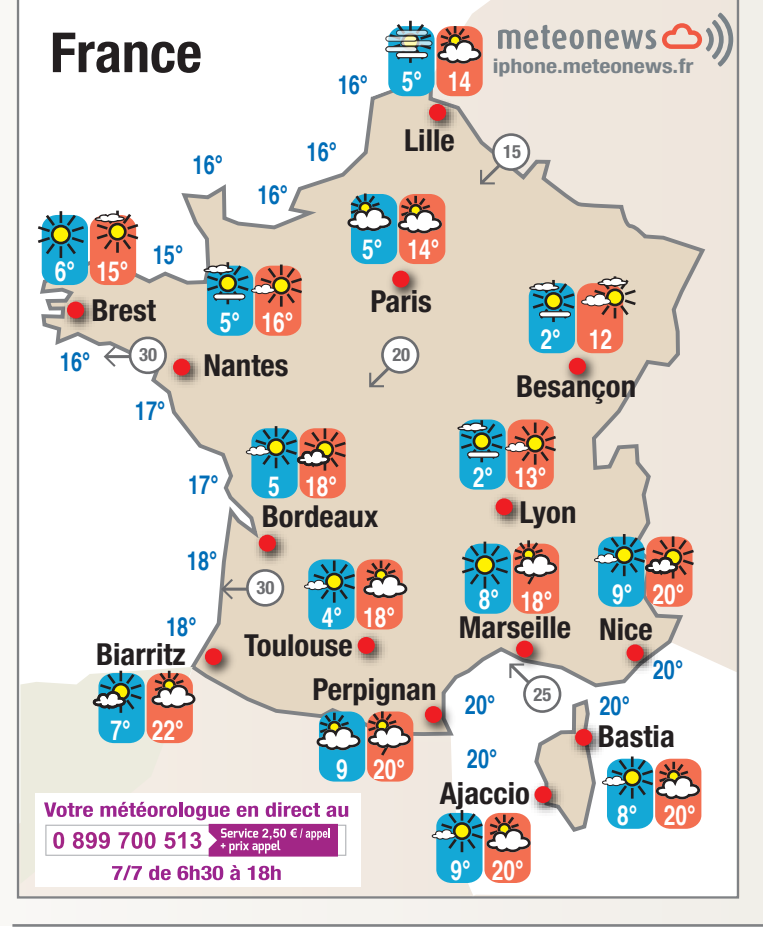 France
meteonews
iphone.meteonews.fr
5° 14
16°
Lille
15
16°
16°
16°
5° 14°
Paris
6° 15°
15°
Brest
5° 16°
Nantes
2° 12
Besançon
16°
30
20
17°
5 18°
Bordeaux
17°
2° 13°
Lyon
18°
30
4° 18°
Toulouse
8° 18°
Marseille
9° 20°
Nice
18°
Biarritz
7° 22°
20°
Perpignan
9 20°
25
20°
20°
Bastia
8° 20°
20°
Ajaccio
9° 20°
Votre météorologue en direct au
0 899 700 513 Service 2,50 € / appel
+ prix appel
7/7 de 6h30 à 18h